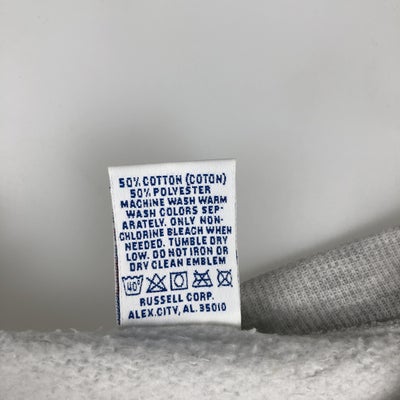 50% COTTON (COTON)
50% POLYESTER
MACHINE WASH WARM
WASH COLORS SEP-
ARATELY. ONLY NON-
CHLORINE BLEACH WHEN
NEEDED. TUMBLE DRY
LOW. DO NOT IRON OR
DRY CLEAN EMBLEM
40°
RUSSELL CORP.
ALEX.CITY, AL. 35010